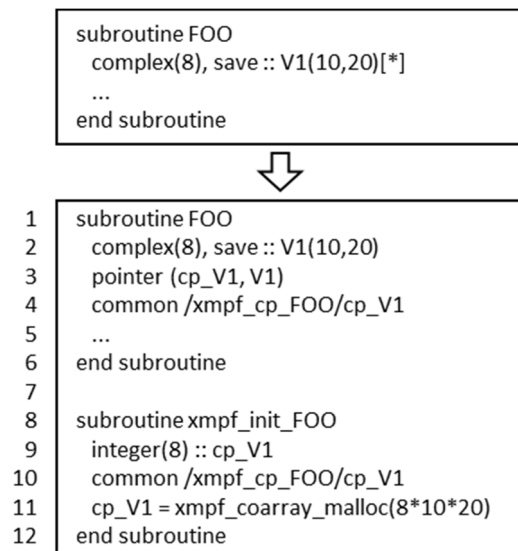 subroutine FOO
complex(8), save :: V1(10,20)[*]
...
end subroutine
1 subroutine FOO
2 complex(8), save :: V1(10,20)
3 pointer (cp_V1, V1)
4 common /xmpf_cp_FOO/cp_V1
5 ...
6 end subroutine
7
8 subroutine xmpf_init_FOO
9 integer(8) :: cp_V1
10 common /xmpf_cp_FOO/cp_V1
11 cp_V1 = xmpf_coarray_malloc(8*10*20)
12 end subroutine